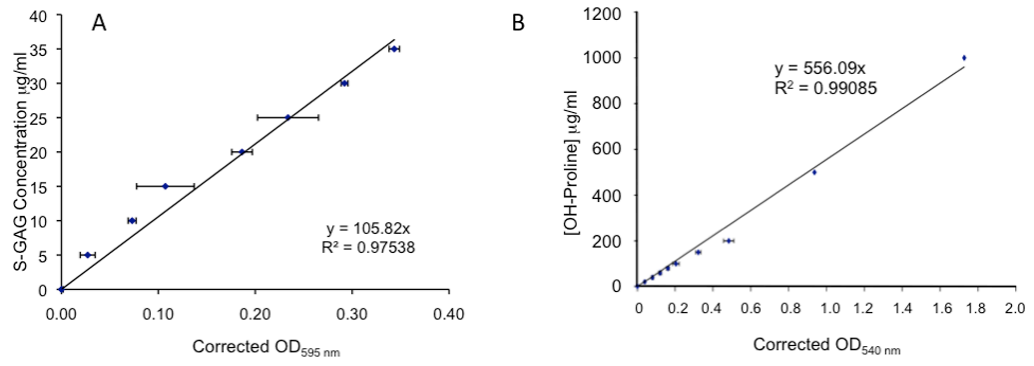 A
S-GAG Concentration µg/ml
40
35
30
25
20
15
10
5
0
0.00 0.10 0.20 0.30 0.40
y = 105.82x
R² = 0.97538
Corrected OD595 nm
B
[OH-Proline] µg/ml
1200
1000
800
600
400
200
0
0 0.2 0.4 0.6 0.8 1.0 1.2 1.4 1.6 1.8 2.0
y = 556.09x
R² = 0.99085
Corrected OD540 nm